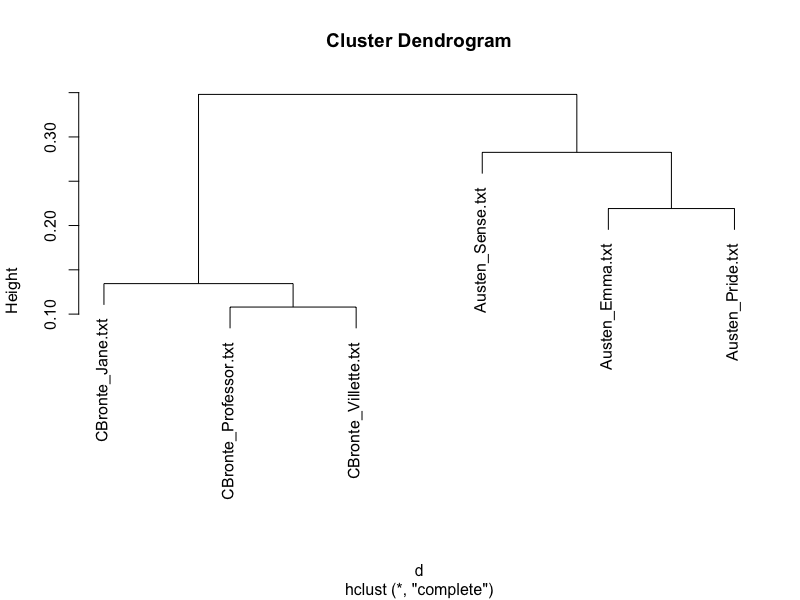 Cluster Dendrogram
Height
0.30
0.20
0.10
CBronte_Jane.txt
CBronte_Professor.txt
CBronte_Villette.txt
Austen_Sense.txt
Austen_Emma.txt
Austen_Pride.txt
d
hclust (*, "complete")